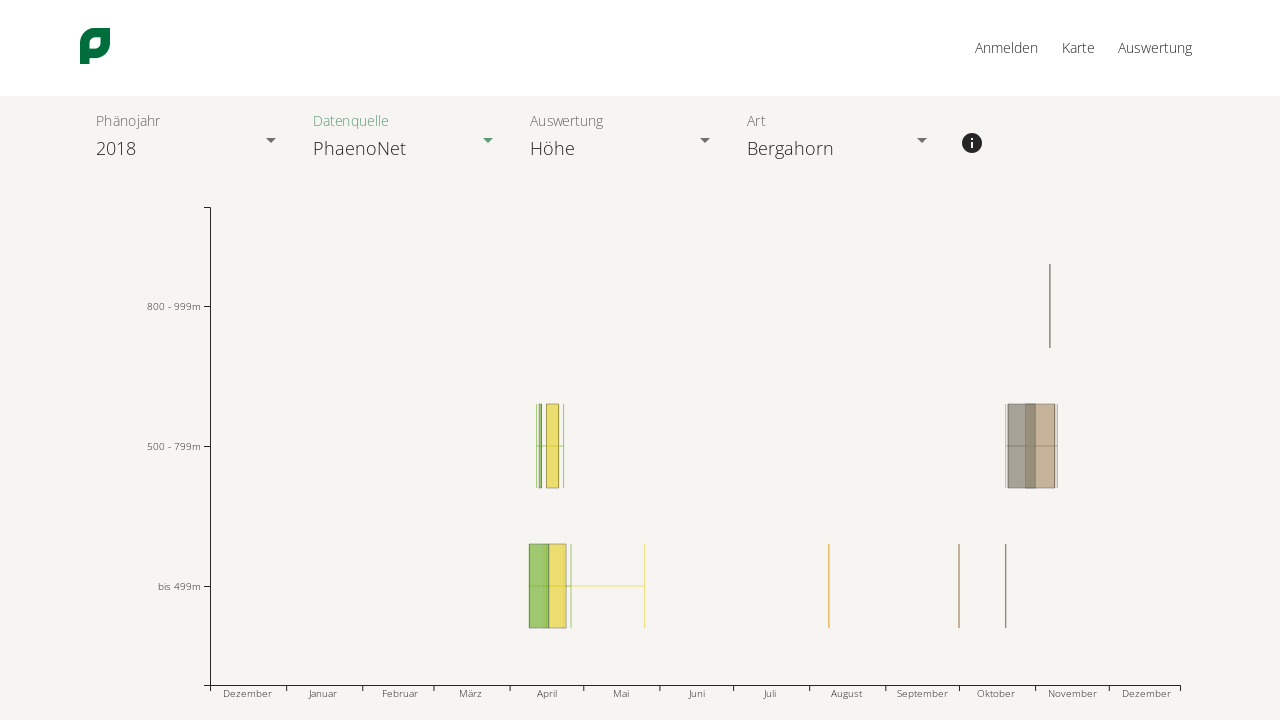 Anmelden Karte Auswertung
Phänojahr Datenquelle Auswertung Art
2018 PhaenoNet Höhe Bergahorn
800 - 999m
500 - 799m
bis 499m
Dezember Januar Februar März April Mai Juni Juli August September Oktober November Dezember